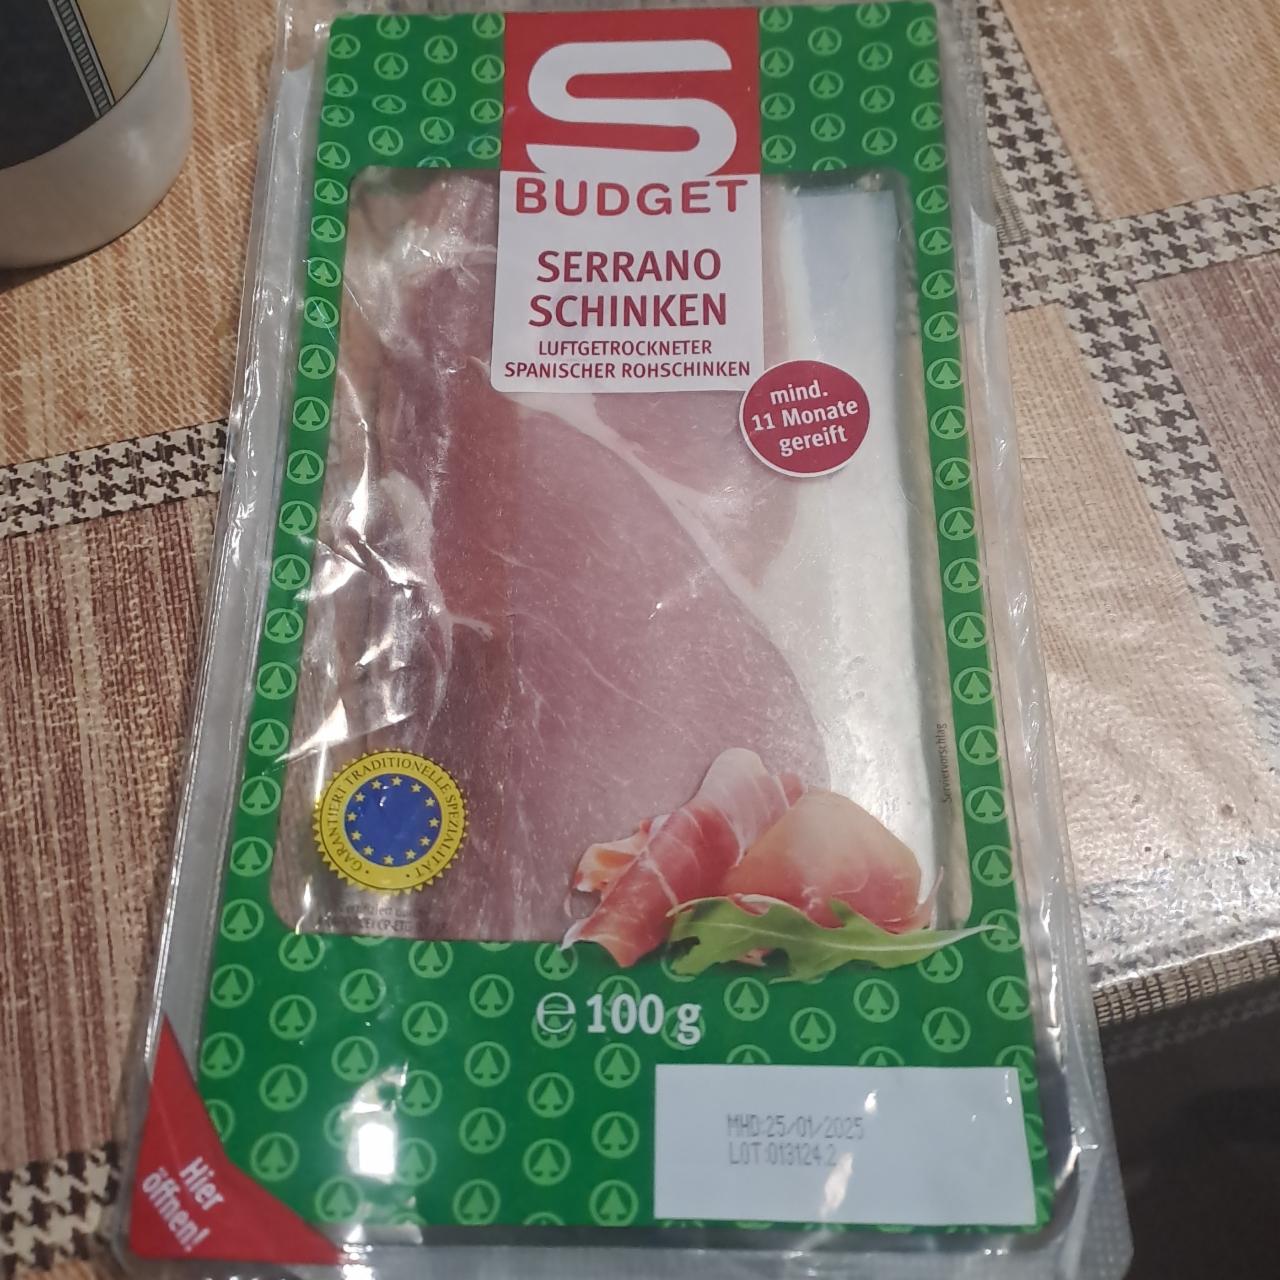 S
BUDGET
SERRANO
SCHINKEN
LUFTGETROCKNETER
SPANISCHER ROHSCHINKEN
mind.
11 Monate
gereift
Serviervorschlag
GARANTIERT TRADITIONELLE SPEZIALITÄT
e 100 g
MHD:25/01/2025
LOT:013124.2
Hier
öffnen!